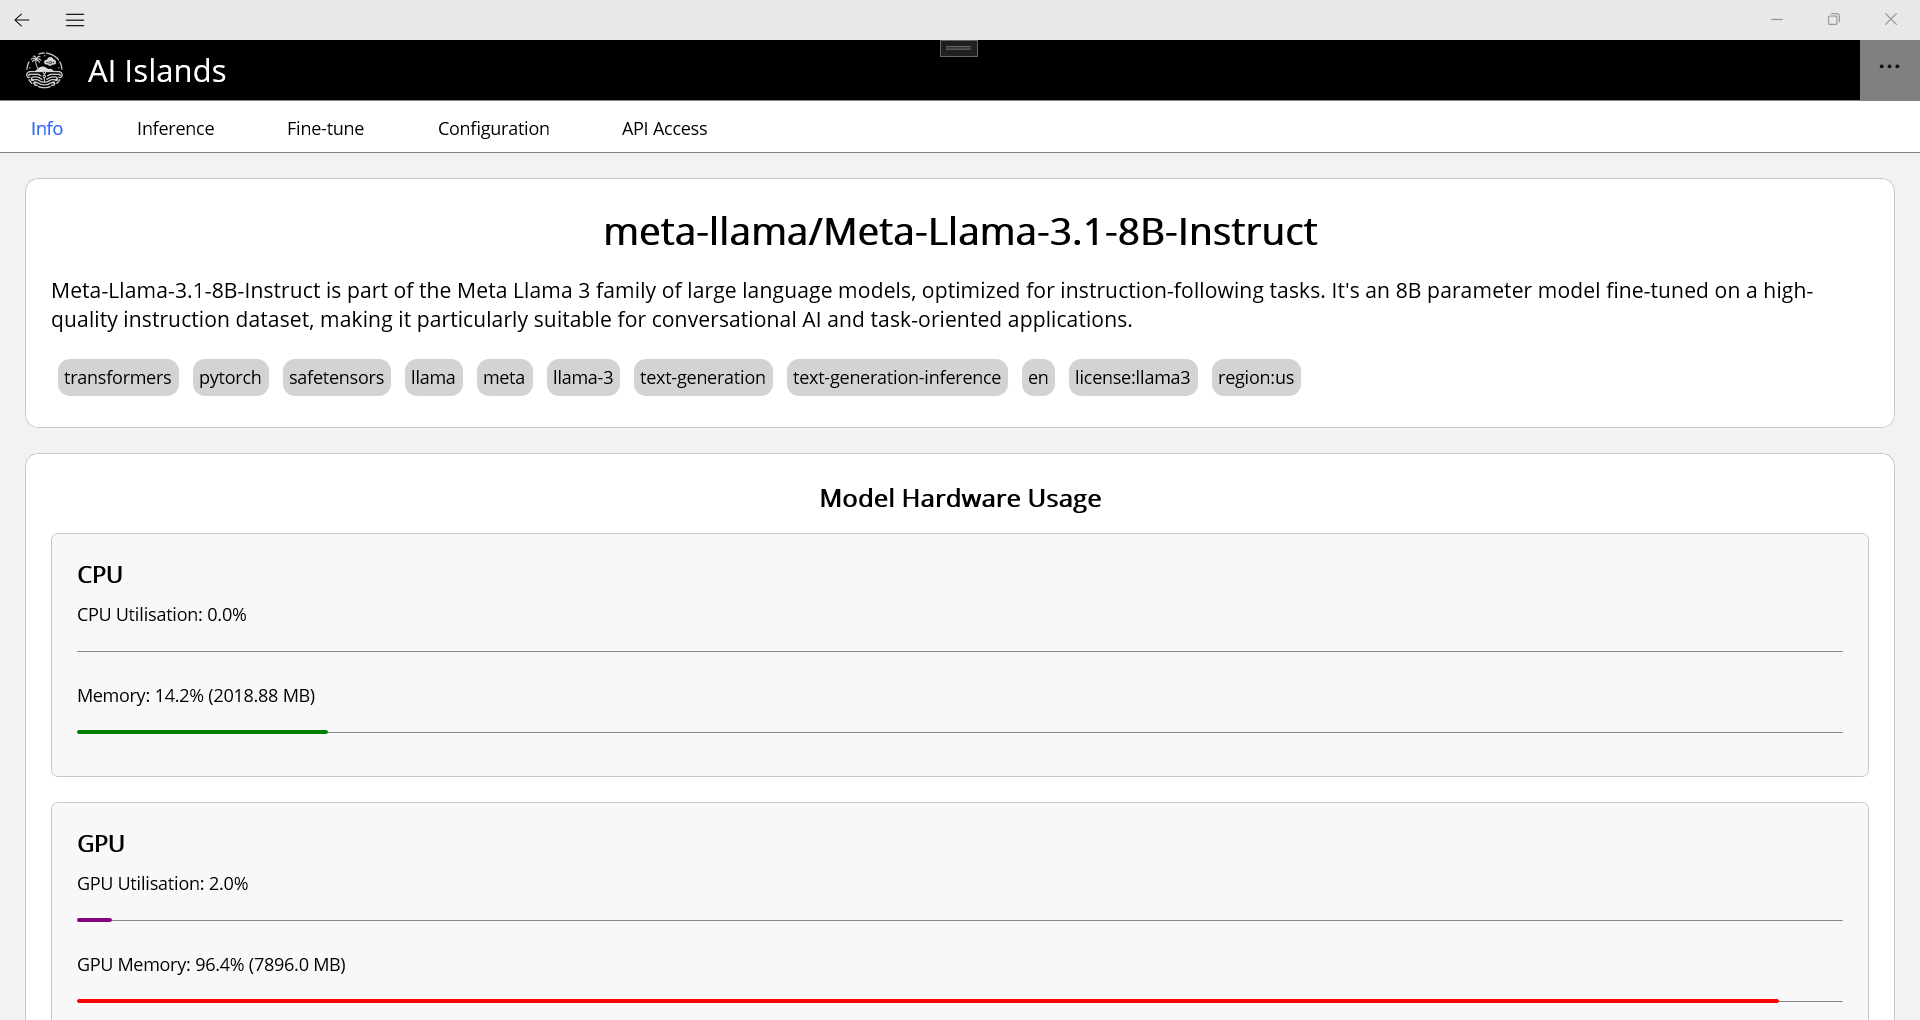 AI Islands
...
Info Inference Fine-tune Configuration API Access
meta-llama/Meta-Llama-3.1-8B-Instruct
Meta-Llama-3.1-8B-Instruct is part of the Meta Llama 3 family of large language models, optimized for instruction-following tasks. It's an 8B parameter model fine-tuned on a high-
quality instruction dataset, making it particularly suitable for conversational AI and task-oriented applications.
transformers pytorch safetensors llama meta llama-3 text-generation text-generation-inference en license:llama3 region:us
Model Hardware Usage
CPU
CPU Utilisation: 0.0%
Memory: 14.2% (2018.88 MB)
GPU
GPU Utilisation: 2.0%
GPU Memory: 96.4% (7896.0 MB)